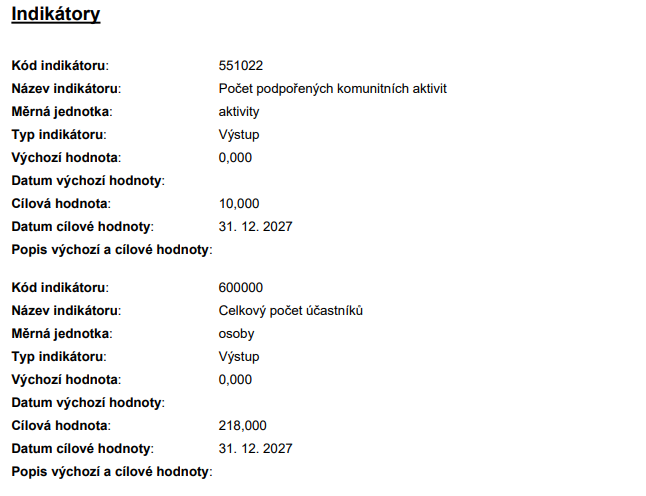 Indikátory
Kód indikátoru: 551022
Název indikátoru: Počet podpořených komunitních aktivit
Měrná jednotka: aktivity
Typ indikátoru: Výstup
Výchozí hodnota: 0,000
Datum výchozí hodnoty:
Cílová hodnota: 10,000
Datum cílové hodnoty: 31. 12. 2027
Popis výchozí a cílové hodnoty:
Kód indikátoru: 600000
Název indikátoru: Celkový počet účastníků
Měrná jednotka: osoby
Typ indikátoru: Výstup
Výchozí hodnota: 0,000
Datum výchozí hodnoty:
Cílová hodnota: 218,000
Datum cílové hodnoty: 31. 12. 2027
Popis výchozí a cílové hodnoty: